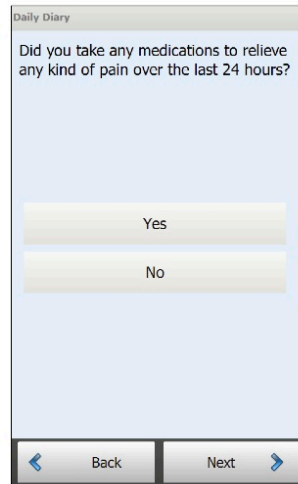 Daily Diary
Did you take any medications to relieve
any kind of pain over the last 24 hours?
Yes
No
Back
Next